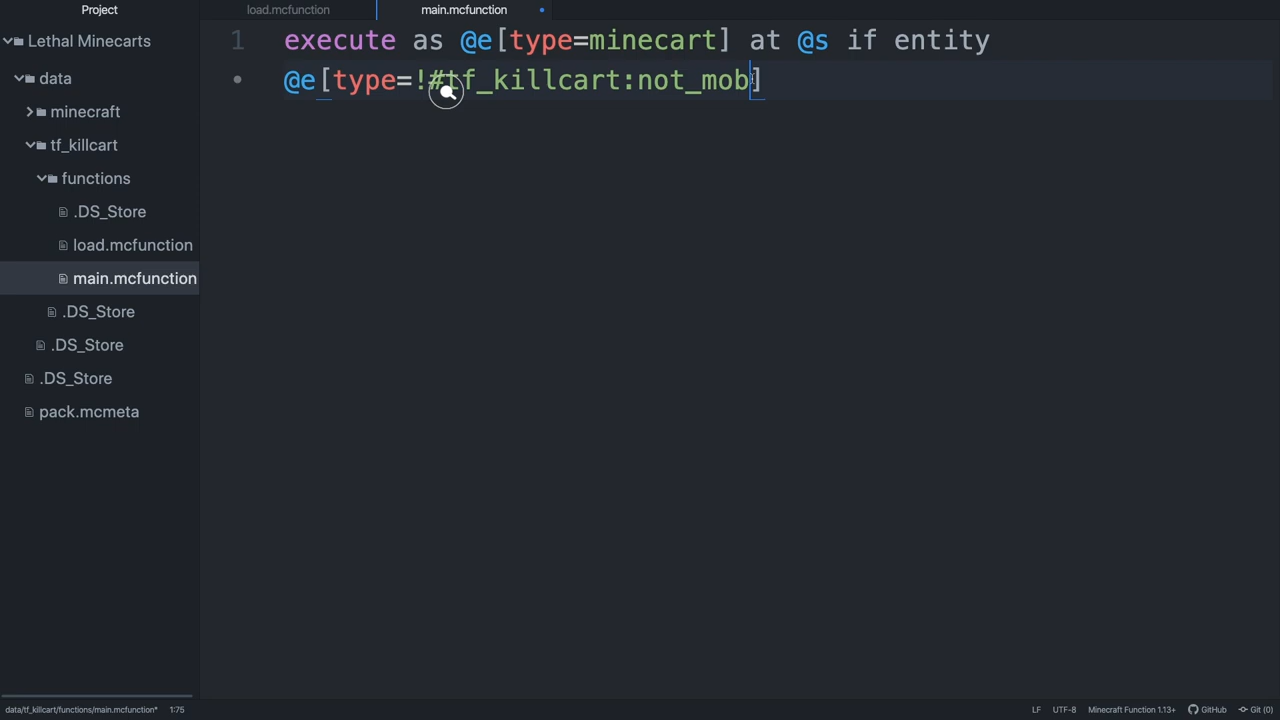 Project
load.mcfunction
main.mcfunction
Lethal Minecarts
data
minecraft
tf_killcart
functions
.DS_Store
load.mcfunction
main.mcfunction
.DS_Store
.DS_Store
.DS_Store
pack.mcmeta
1 execute as @e[type=minecart] at @s if entity
@e[type=!#tf_killcart:not_mob]
data/tf_killcart/functions/main.mcfunction* 1:75
LF UTF-8 Minecraft Function 1.13+ GitHub Git (0)